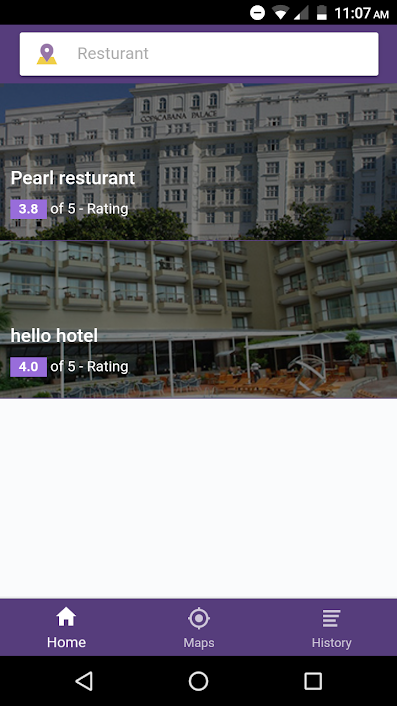 11:07 AM
Resturant
COPACABANA PALACE
Pearl resturant
3.8 of 5 - Rating
hello hotel
4.0 of 5 - Rating
Home
Maps
History